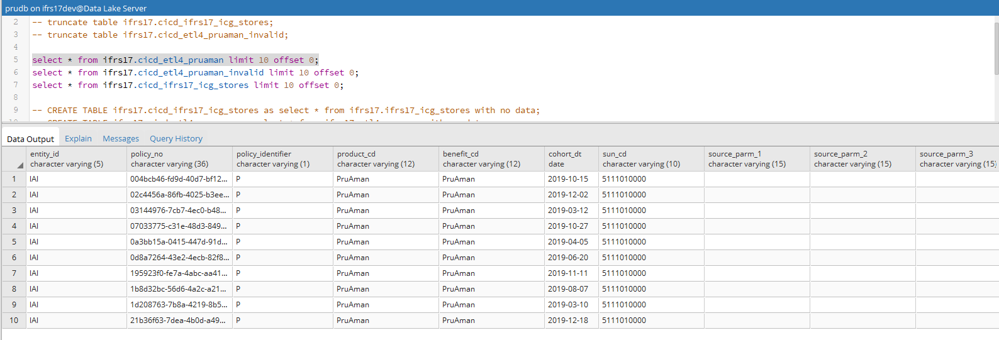 prudb on ifrs17dev@Data Lake Server
2 -- truncate table ifrs17.cicd_ifrs17_icg_stores;
3 -- truncate table ifrs17.cicd_etl4_pruaman_invalid;
4
5 select * from ifrs17.cicd_etl4_pruaman limit 10 offset 0;
6 select * from ifrs17.cicd_etl4_pruaman_invalid limit 10 offset 0;
7 select * from ifrs17.cicd_ifrs17_icg_stores limit 10 offset 0;
8
9 -- CREATE TABLE ifrs17.cicd_ifrs17_icg_stores as select * from ifrs17.ifrs17_icg_stores with no data;
Data Output Explain Messages Query History
entity_id policy_no policy_identifier product_cd benefit_cd cohort_dt sun_cd source_parm_1 source_parm_2 source_parm_3
character varying (5) character varying (36) character varying (1) character varying (12) character varying (12) date character varying (10) character varying (15) character varying (15) character varying (15)
1 IAI 004bcb46-fd9d-40d7-bf12... P PruAman PruAman 2019-10-15 5111010000
2 IAI 02c4456a-86fb-4025-b3ee... P PruAman PruAman 2019-12-02 5111010000
3 IAI 03144976-7cb7-4ec0-b48... P PruAman PruAman 2019-03-12 5111010000
4 IAI 07033775-c31e-48d3-849... P PruAman PruAman 2019-10-27 5111010000
5 IAI 0a3bb15a-0415-447d-91d... P PruAman PruAman 2019-04-05 5111010000
6 IAI 0d8a7264-43e2-4ecb-82f8... P PruAman PruAman 2019-06-20 5111010000
7 IAI 195923f0-fe7a-4abc-aa41... P PruAman PruAman 2019-11-11 5111010000
8 IAI 1b8d32bc-56d6-4a2c-a21... P PruAman PruAman 2019-08-07 5111010000
9 IAI 1d208763-7b8a-4219-8b5... P PruAman PruAman 2019-03-10 5111010000
10 IAI 21b36f63-7dea-4b0d-a49... P PruAman PruAman 2019-12-18 5111010000